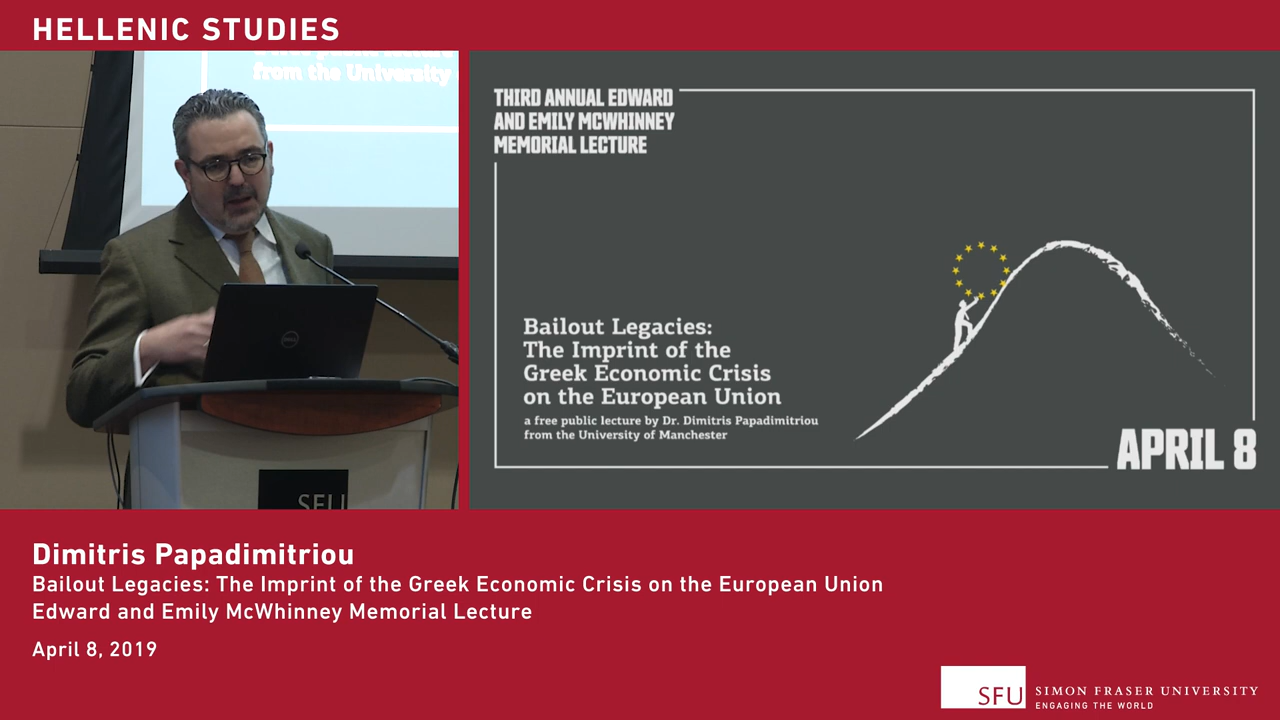 HELLENIC STUDIES
from the University
THIRD ANNUAL EDWARD
AND EMILY MCWHINNEY
MEMORIAL LECTURE
Bailout Legacies:
The Imprint of the
Greek Economic Crisis
on the European Union
a free public lecture by Dr. Dimitris Papadimitriou
from the University of Manchester
APRIL 8
DELL
SFU
Dimitris Papadimitriou
Bailout Legacies: The Imprint of the Greek Economic Crisis on the European Union
Edward and Emily McWhinney Memorial Lecture
April 8, 2019
SFU SIMON FRASER UNIVERSITY
ENGAGING THE WORLD